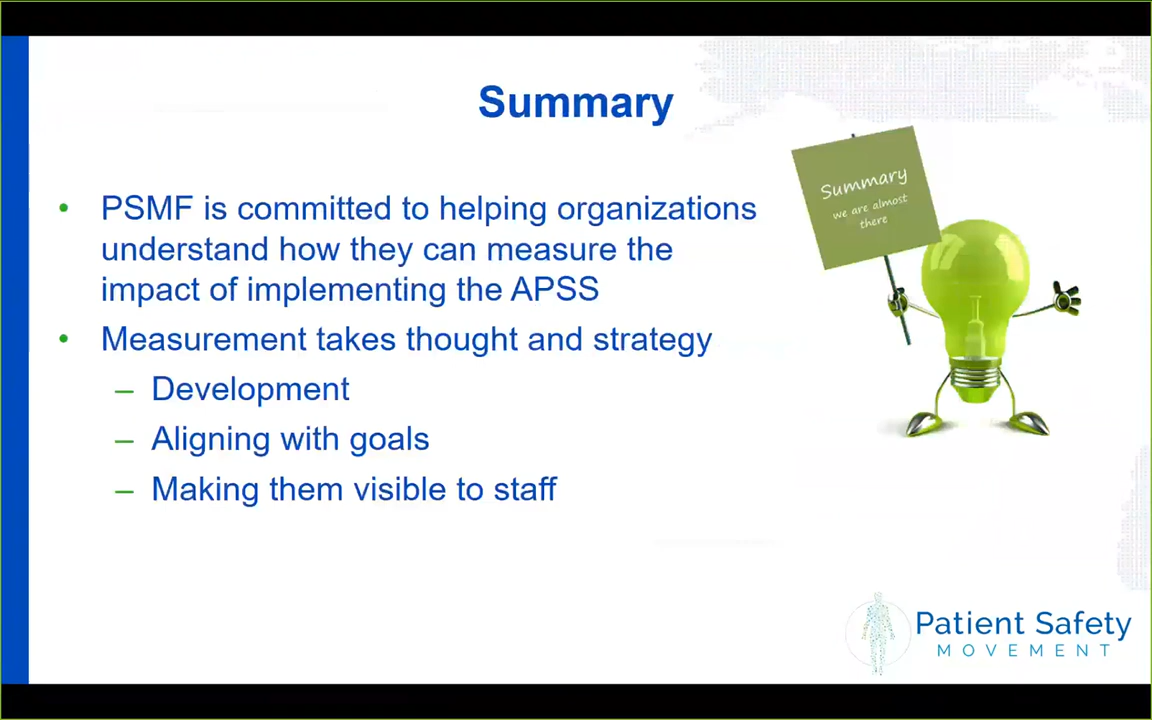 Summary
• PSMF is committed to helping organizations
understand how they can measure the
impact of implementing the APSS
• Measurement takes thought and strategy
– Development
– Aligning with goals
– Making them visible to staff
Summary
we are almost
there
Patient Safety
MOVEMENT